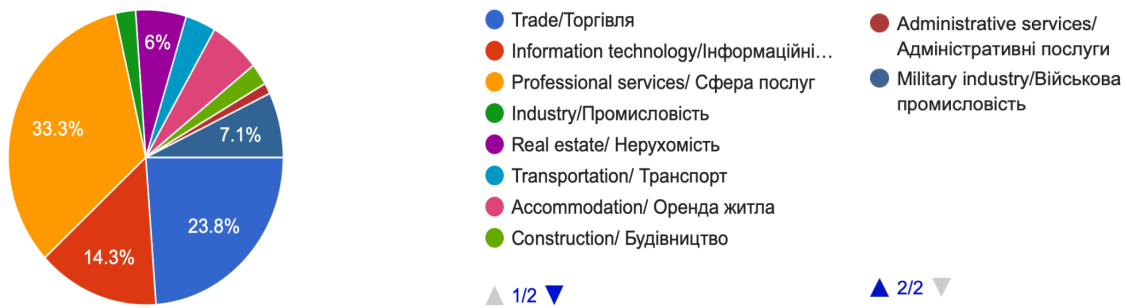 33.3%
6%
7.1%
23.8%
14.3%
Trade/Торгівля
Information technology/Інформаційні…
Professional services/ Сфера послуг
Industry/Промисловість
Real estate/ Нерухомість
Transportation/ Транспорт
Accommodation/ Оренда житла
Construction/ Будівництво
1/2
Administrative services/
Адміністративні послуги
Military industry/Військова
промисловість
2/2